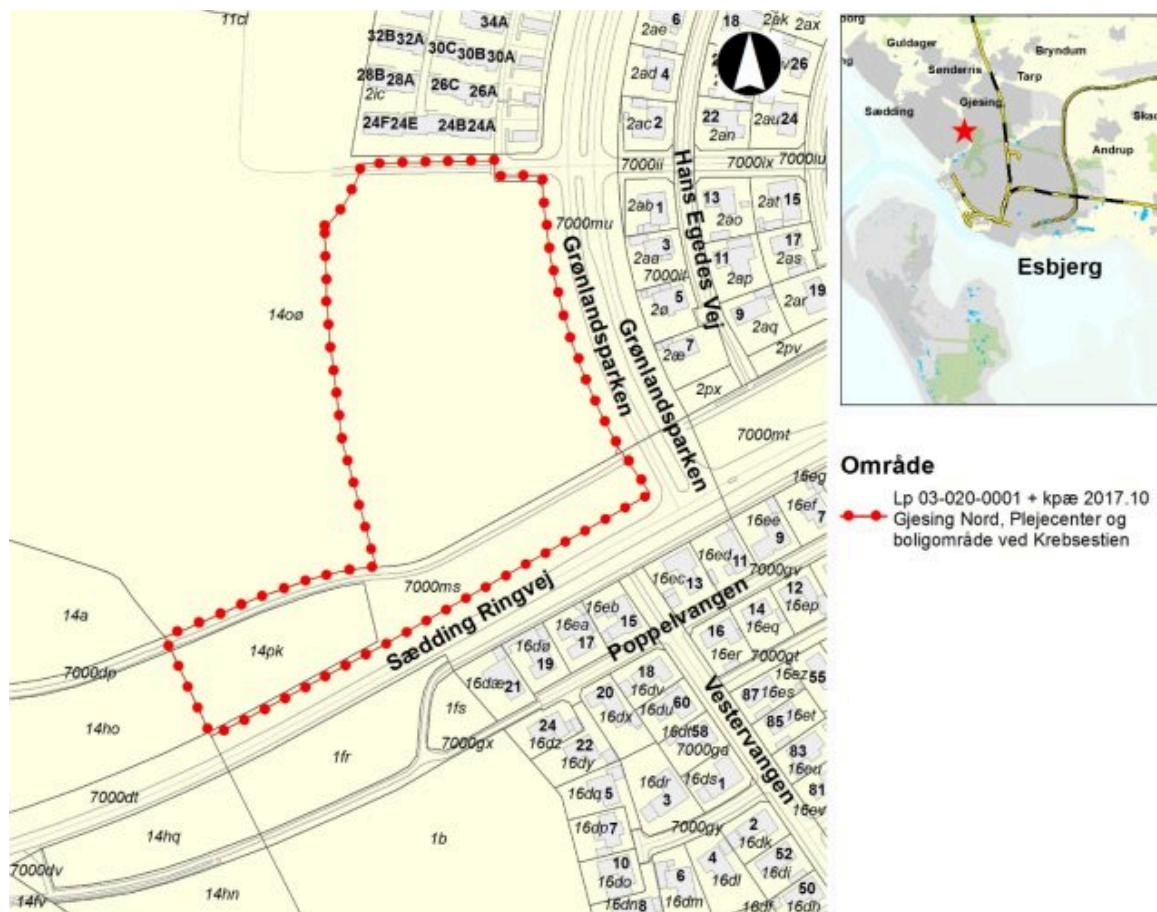 11cl
34A
32B 32A
30C 30B 30A
28B 28A
2ic
26C 26A
24F 24E
24B 24A
6
2ae
18
2ak
2ax
2ad 4
26
2ac 2
22
2an
2au 24
7000ii
7000ix
7000iu
Hans Egedes Vej
7000mu
2ab 1
13
2ao
2at 15
3
2aa
7000if
11
2ap
17
2as
5
2ø
9
2aq
2ar
19
7
2æ
2pv
2px
14oø
Grønlandsparken
Grønlandsparken
7000mt
16eg
16ef
7
16ee
9
16ed
11
7000gv
16ec
13
7000ms
14a
14pk
7000dp
14ho
Sædding Ringvej
16eb
15
16ea
17
16dø
19
16dæ
21
Poppelvangen
12
16ep
14
16eq
16
16er
7000gt
16ez
55
87
16es
85
16et
83
16eu
81
16ev
18
16dv
60
16du
20
16dx
58
7000ga
24
16dz
22
16dy
1fs
7000gx
1fr
7000dt
14hq
7000dv
14fv
14hn
1b
16dq 5
16dr
3
16ds 1
Vestervangen
16dp 7
7000gy
2
16dk
10
16do
4
16dl
52
16di
6
16dm
50
16dh
16dn
8
Guldager
Bryndum
Sønderris
Tarp
Gjesing
Sædding
Andrup
Esbjerg
Område
Lp 03-020-0001 + kpæ 2017.10
Gjesing Nord, Plejecenter og
boligområde ved Krebsestien